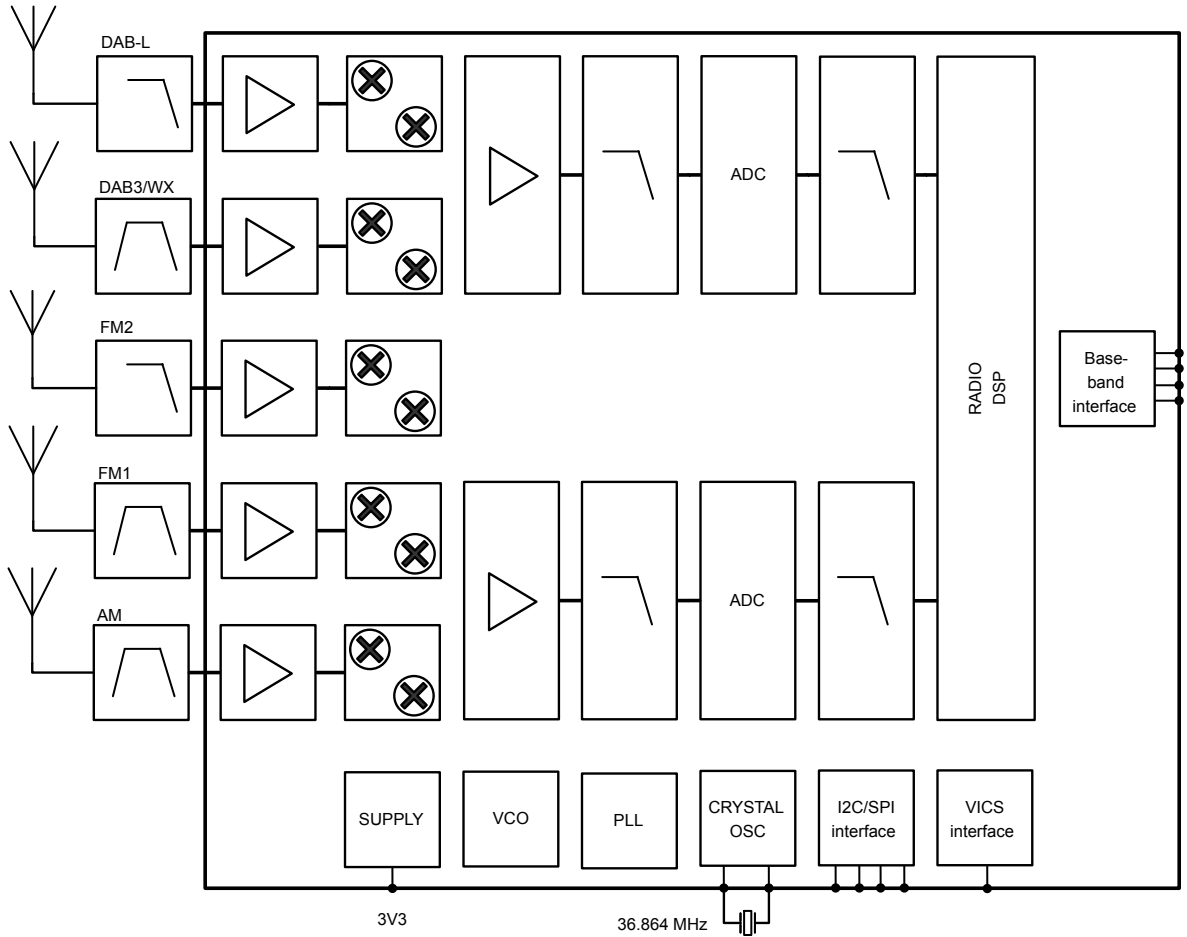 DAB-L
DAB3/WX
FM2
FM1
AM
ADC
ADC
RADIO
DSP
Base-
band
interface
SUPPLY
VCO
PLL
CRYSTAL
OSC
I2C/SPI
interface
VICS
interface
3V3
36.864 MHz